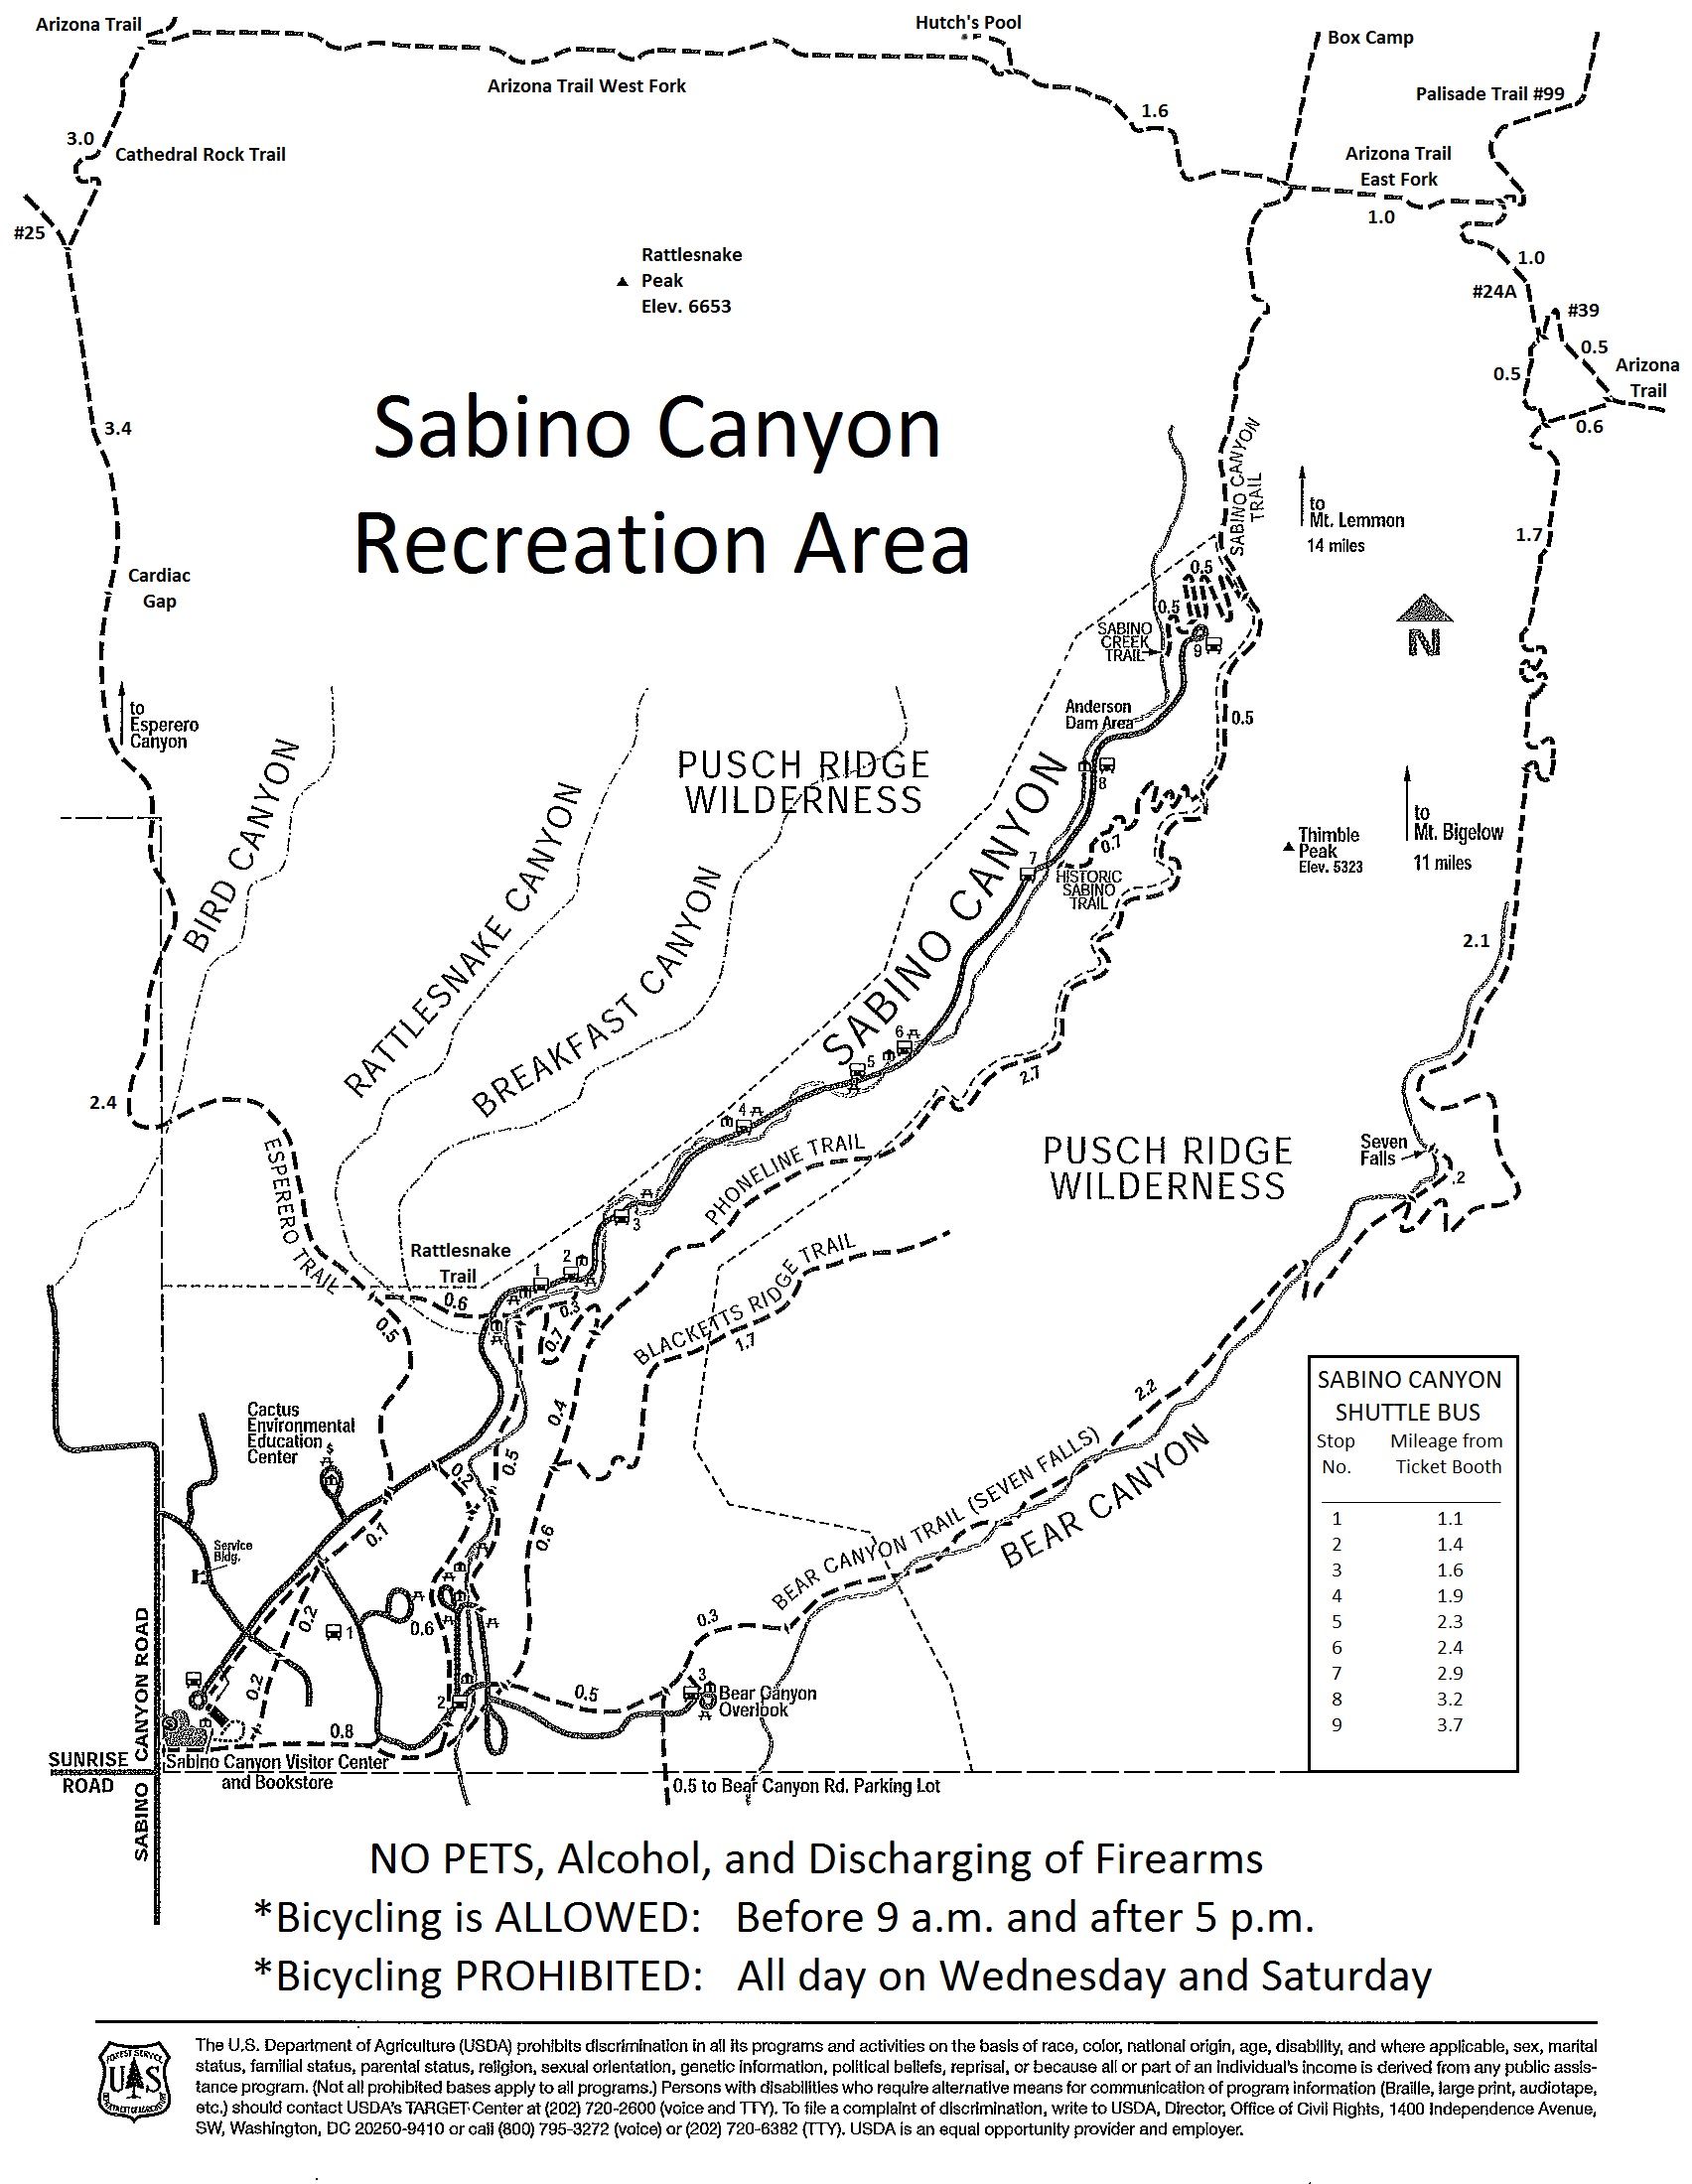 Arizona Trail
Hutch's Pool
Box Camp
Arizona Trail West Fork
Palisade Trail #99
1.6
3.0
Cathedral Rock Trail
Arizona Trail
East Fork
1.0
#25
Rattlesnake
Peak
Elev. 6653
1.0
#24A
#39
0.5
0.5
Arizona
Trail
0.6
3.4
Sabino Canyon
Recreation Area
SABINO CANYON
TRAIL
to
Mt. Lemmon
14 miles
1.7
Cardiac
Gap
0.5
0.5
SABINO
CREEK
TRAIL
9
N
to
Esperero
Canyon
Anderson
Dam Area
0.5
BIRD CANYON
RATTLESNAKE CANYON
BREAKFAST CANYON
PUSCH RIDGE
WILDERNESS
SABINO CANYON
8
7
0.7
HISTORIC
SABINO
TRAIL
Thimble
Peak
Elev. 5323
to
Mt. Bigelow
11 miles
2.1
6
5
2.7
2.4
4
ESPERERO TRAIL
PHONELINE TRAIL
PUSCH RIDGE
WILDERNESS
Seven
Falls
.2
3
Rattlesnake
Trail
0.6
2
1
0.3
0.7
0.5
BLACKETTS RIDGE TRAIL
1.7
2.2
0.4
Cactus
Environmental
Education
Center
$
0.2
0.5
0.1
0.6
BEAR CANYON TRAIL (SEVEN FALLS)
BEAR CANYON
Service
Bldg.
0.2
1
0.6
0.3
0.2
2
0.5
3
Bear Canyon
Overlook
0.8
SABINO CANYON ROAD
SUNRISE
ROAD
Sabino Canyon Visitor Center
and Bookstore
0.5 to Bear Canyon Rd. Parking Lot
SABINO CANYON
SHUTTLE BUS
Stop Mileage from
No. Ticket Booth
1 1.1
2 1.4
3 1.6
4 1.9
5 2.3
6 2.4
7 2.9
8 3.2
9 3.7
NO PETS, Alcohol, and Discharging of Firearms
*Bicycling is ALLOWED: Before 9 a.m. and after 5 p.m.
*Bicycling PROHIBITED: All day on Wednesday and Saturday
FOREST SERVICE
U S
DEPARTMENT OF AGRICULTURE
The U.S. Department of Agriculture (USDA) prohibits discrimination in all its programs and activities on the basis of race, color, national origin, age, disability, and where applicable, sex, marital
status, familial status, parental status, religion, sexual orientation, genetic information, political beliefs, reprisal, or because all or part of an individual's income is derived from any public assis-
tance program. (Not all prohibited bases apply to all programs.) Persons with disabilities who require alternative means for communication of program information (Braille, large print, audiotape,
etc.) should contact USDA's TARGET Center at (202) 720-2600 (voice and TTY). To file a complaint of discrimination, write to USDA, Director, Office of Civil Rights, 1400 Independence Avenue,
SW, Washington, DC 20250-9410 or call (800) 795-3272 (voice) or (202) 720-6382 (TTY). USDA is an equal opportunity provider and employer.